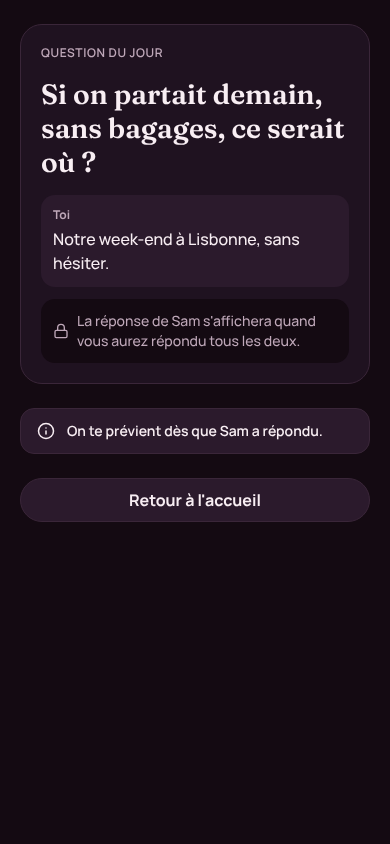 QUESTION DU JOUR
Si on partait demain,
sans bagages, ce serait
où ?
Toi
Notre week-end à Lisbonne, sans
hésiter.
La réponse de Sam s'affichera quand
vous aurez répondu tous les deux.
On te prévient dès que Sam a répondu.
Retour à l'accueil